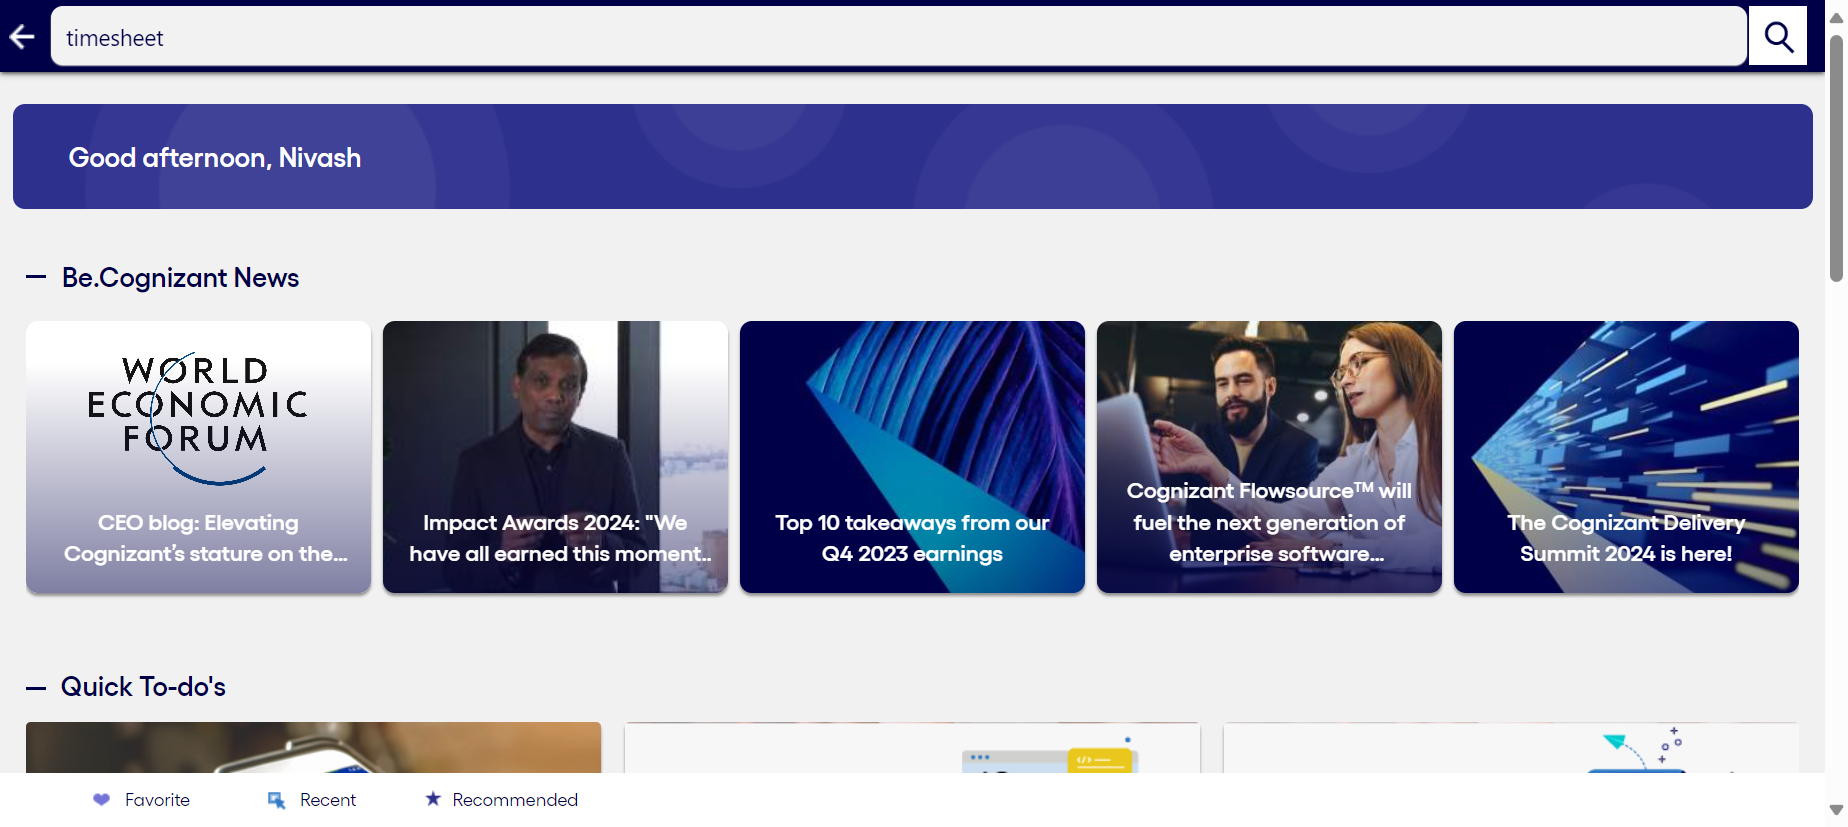 timesheet
Good afternoon, Nivash
Be.Cognizant News
WORLD
ECONOMIC
FORUM
CEO blog: Elevating
Cognizant’s stature on the...
Impact Awards 2024: "We
have all earned this moment..
Top 10 takeaways from our
Q4 2023 earnings
Cognizant Flowsource™ will
fuel the next generation of
enterprise software...
The Cognizant Delivery
Summit 2024 is here!
Quick To-do's
Favorite
Recent
Recommended